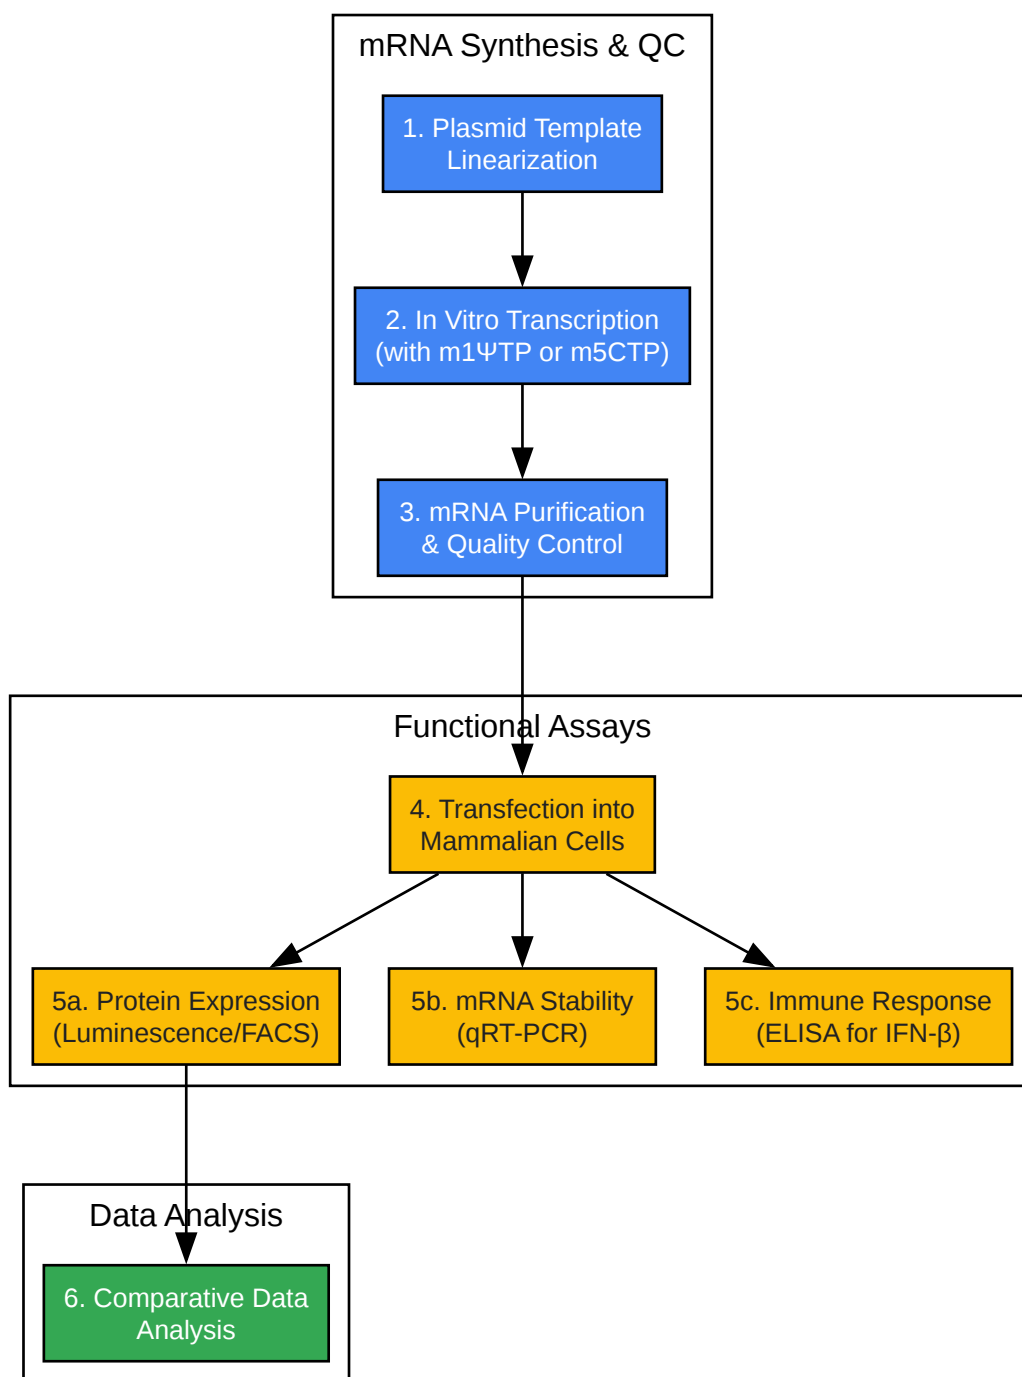 mRNA Synthesis & QC
1. Plasmid Template
Linearization
2. In Vitro Transcription
(with m1ΨTP or m5CTP)
3. mRNA Purification
& Quality Control
Functional Assays
4. Transfection into
Mammalian Cells
5a. Protein Expression
(Luminescence/FACS)
5b. mRNA Stability
(qRT-PCR)
5c. Immune Response
(ELISA for IFN-β)
Data Analysis
6. Comparative Data
Analysis